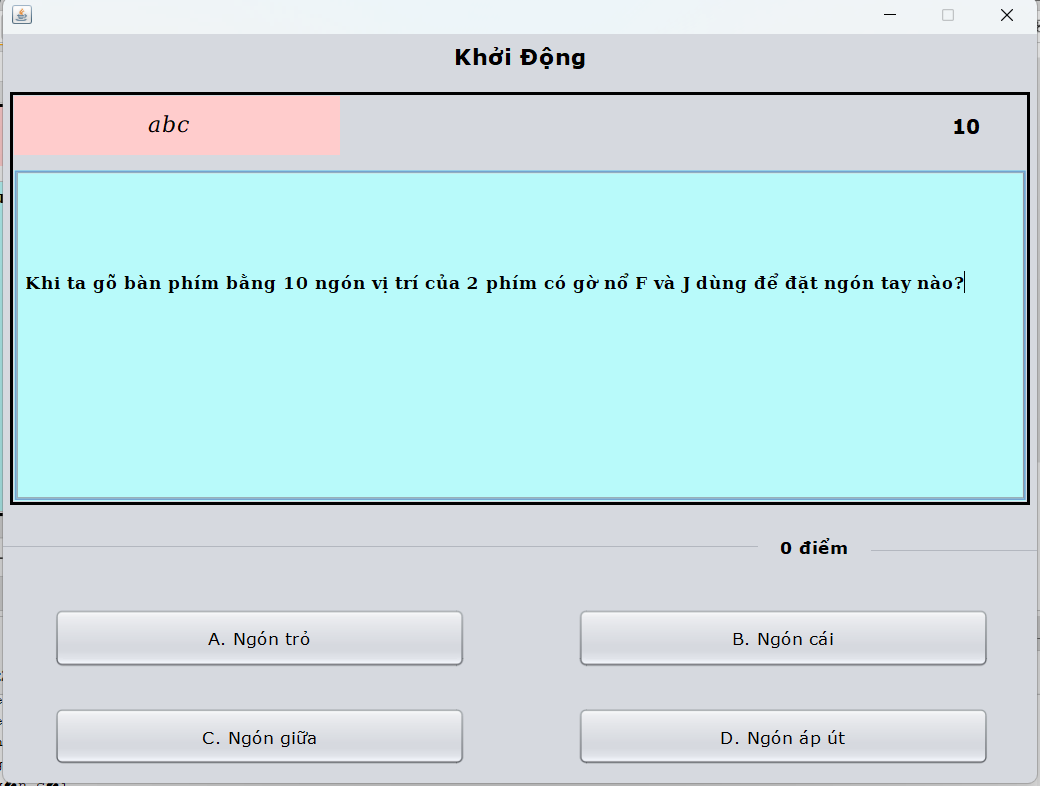 Khởi Động
abc
10
Khi ta gỗ bàn phím bằng 10 ngón vị trí của 2 phím có gờ nổ F và J dùng để đặt ngón tay nào?
0 điểm
A. Ngón trỏ
B. Ngón cái
C. Ngón giữa
D. Ngón áp út